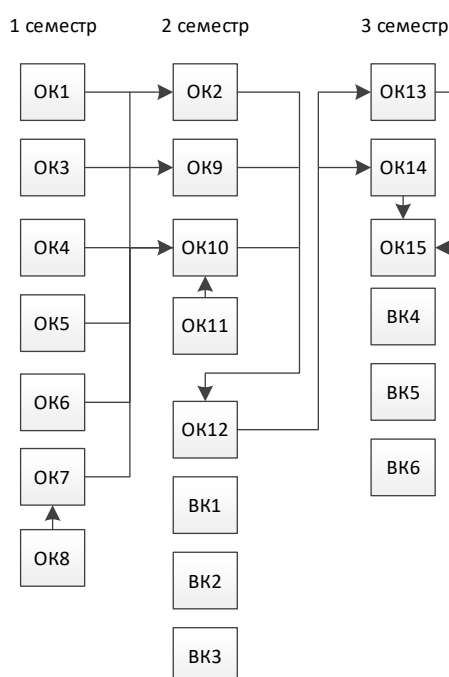 1 семестр
2 семестр
3 семестр
ОК1
ОК2
ОК13
ОК3
ОК9
ОК14
ОК4
ОК10
ОК15
ОК5
ОК11
ВК4
ОК6
ОК12
ВК5
ОК7
ВК1
ВК6
ОК8
ВК2
ВК3